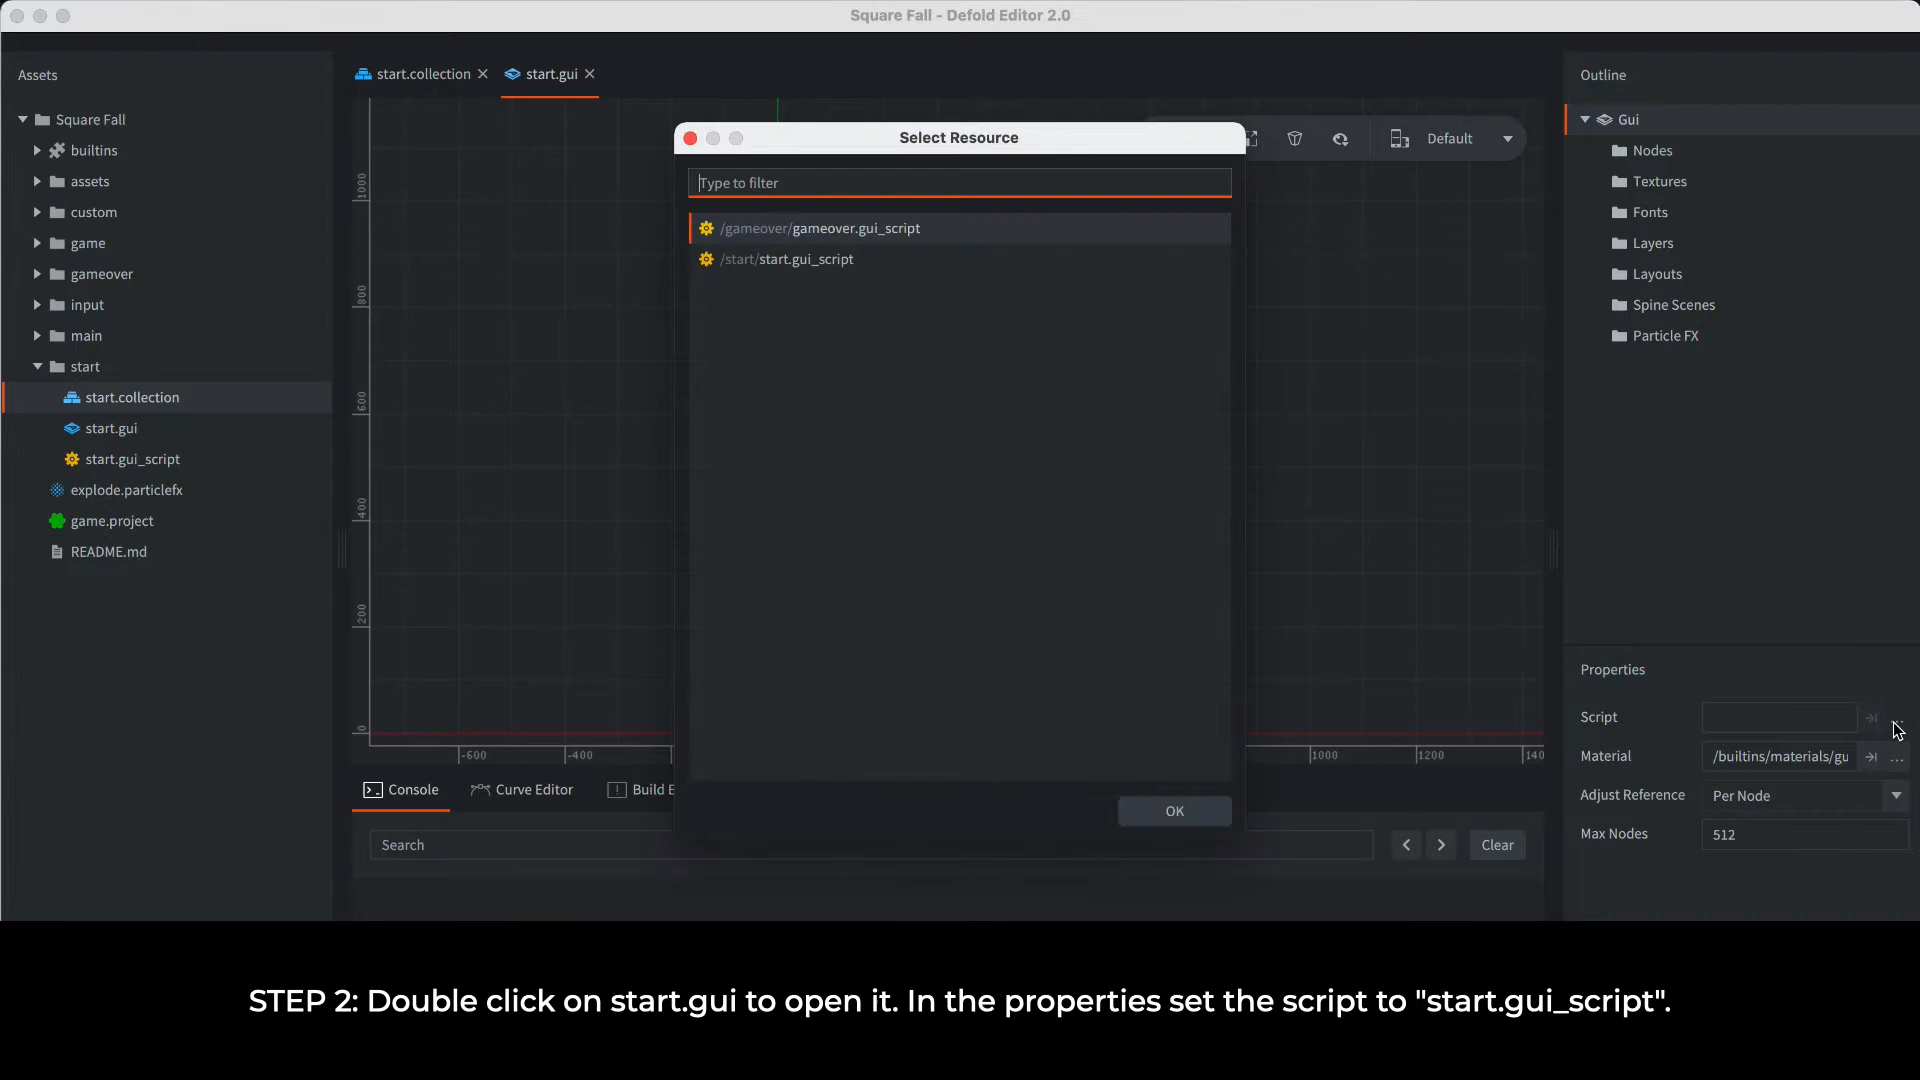 Square Fall - Defold Editor 2.0
Assets
Square Fall
builtins
assets
custom
game
gameover
input
main
start
start.collection
start.gui
start.gui_script
explode.particlefx
game.project
README.md
start.collection
start.gui
1000
800
600
400
200
0
-600
-400
1000
1200
140
Default
Select Resource
Type to filter
/gameover/gameover.gui_script
/start/start.gui_script
OK
Console
Curve Editor
Build E
Search
Clear
Outline
Gui
Nodes
Textures
Fonts
Layers
Layouts
Spine Scenes
Particle FX
Properties
Script
Material
/builtins/materials/gu
...
Adjust Reference
Per Node
Max Nodes
512
STEP 2: Double click on start.gui to open it. In the properties set the script to "start.gui_script".